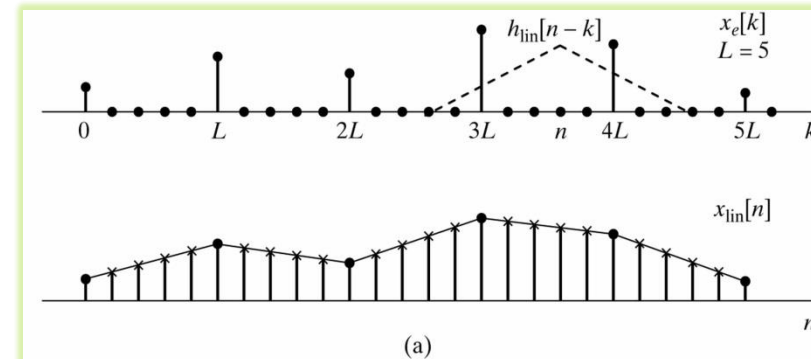 h_lin[n – k]
x_e[k]
L = 5
0 L 2L 3L n 4L 5L k
x_lin[n]
n
(a)